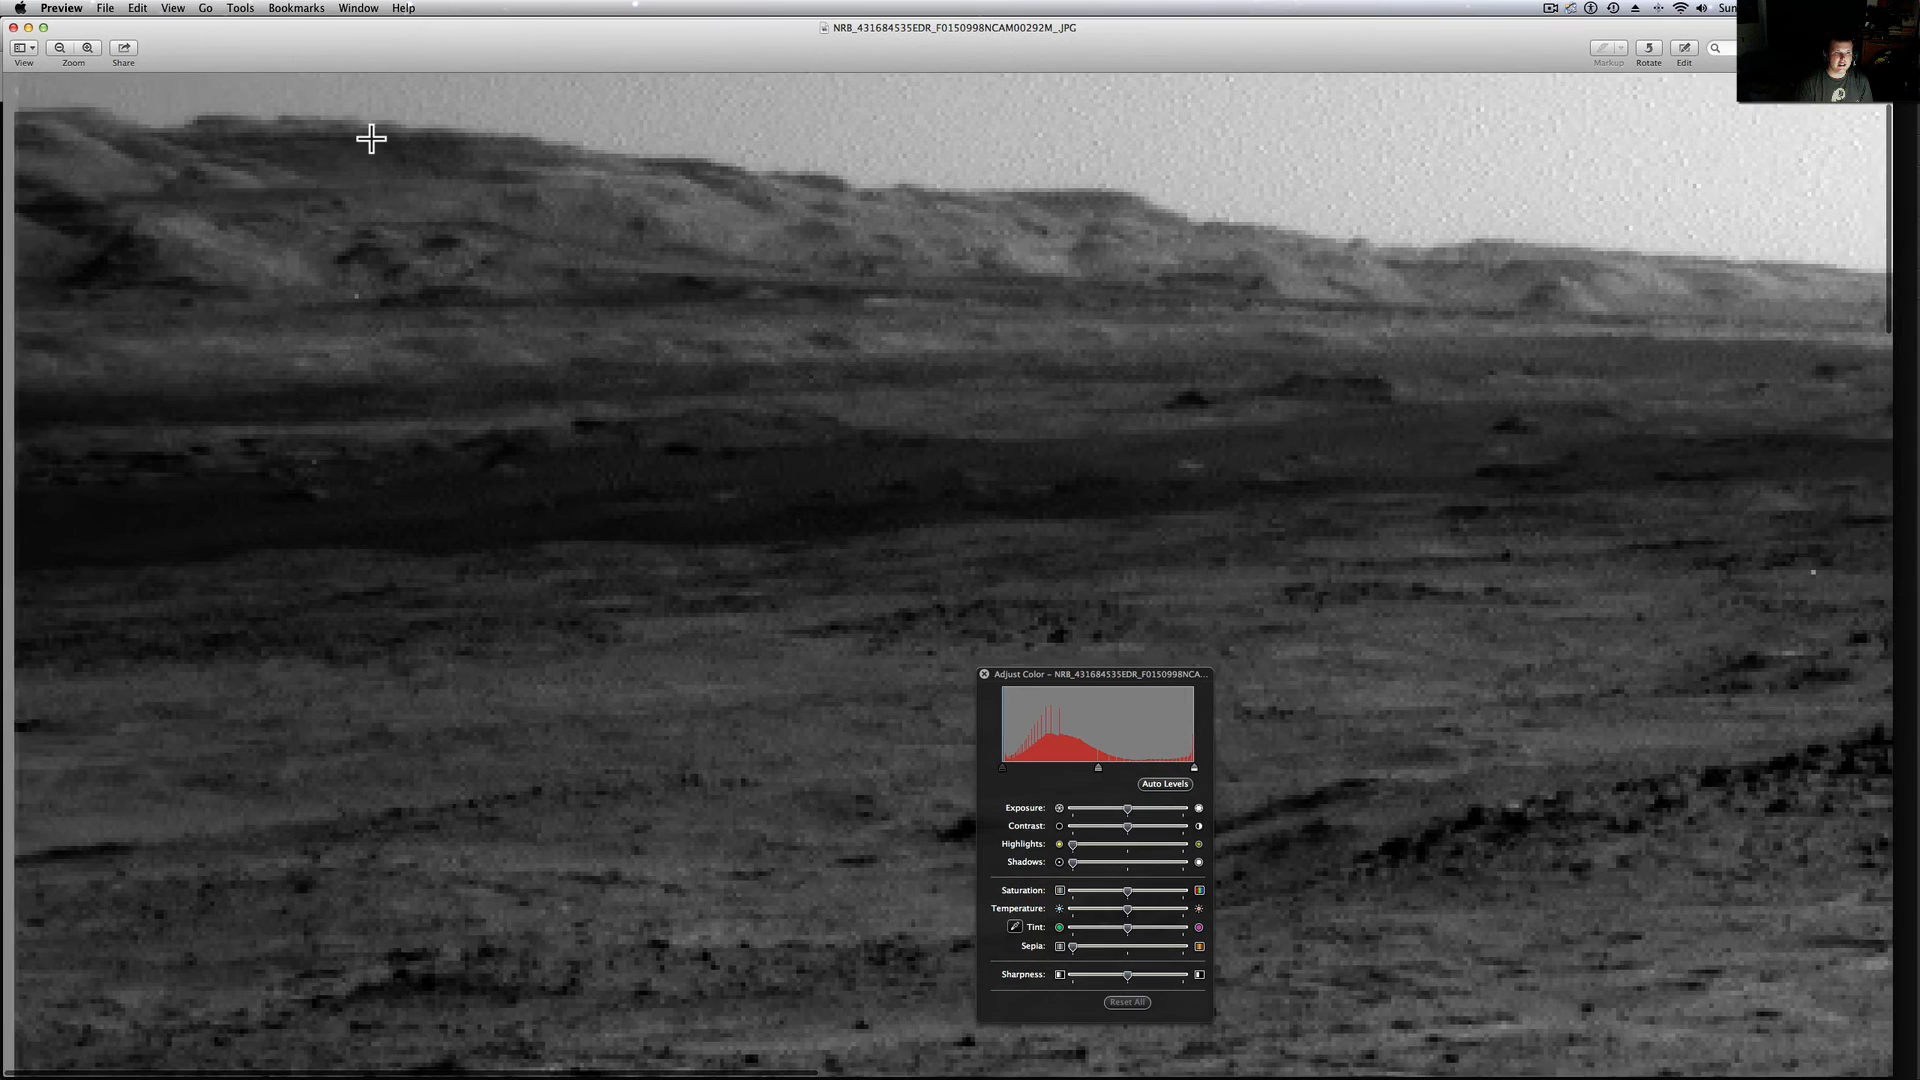 Preview File Edit View Go Tools Bookmarks Window Help Sun
NRB_431684535EDR_F0150998NCAM00292M_.JPG
View Zoom Share Markup Rotate Edit
Adjust Color – NRB_431684535EDR_F0150998NCA...
Auto Levels
Exposure:
Contrast:
Highlights:
Shadows:
Saturation:
Temperature:
Tint:
Sepia:
Sharpness:
Reset All